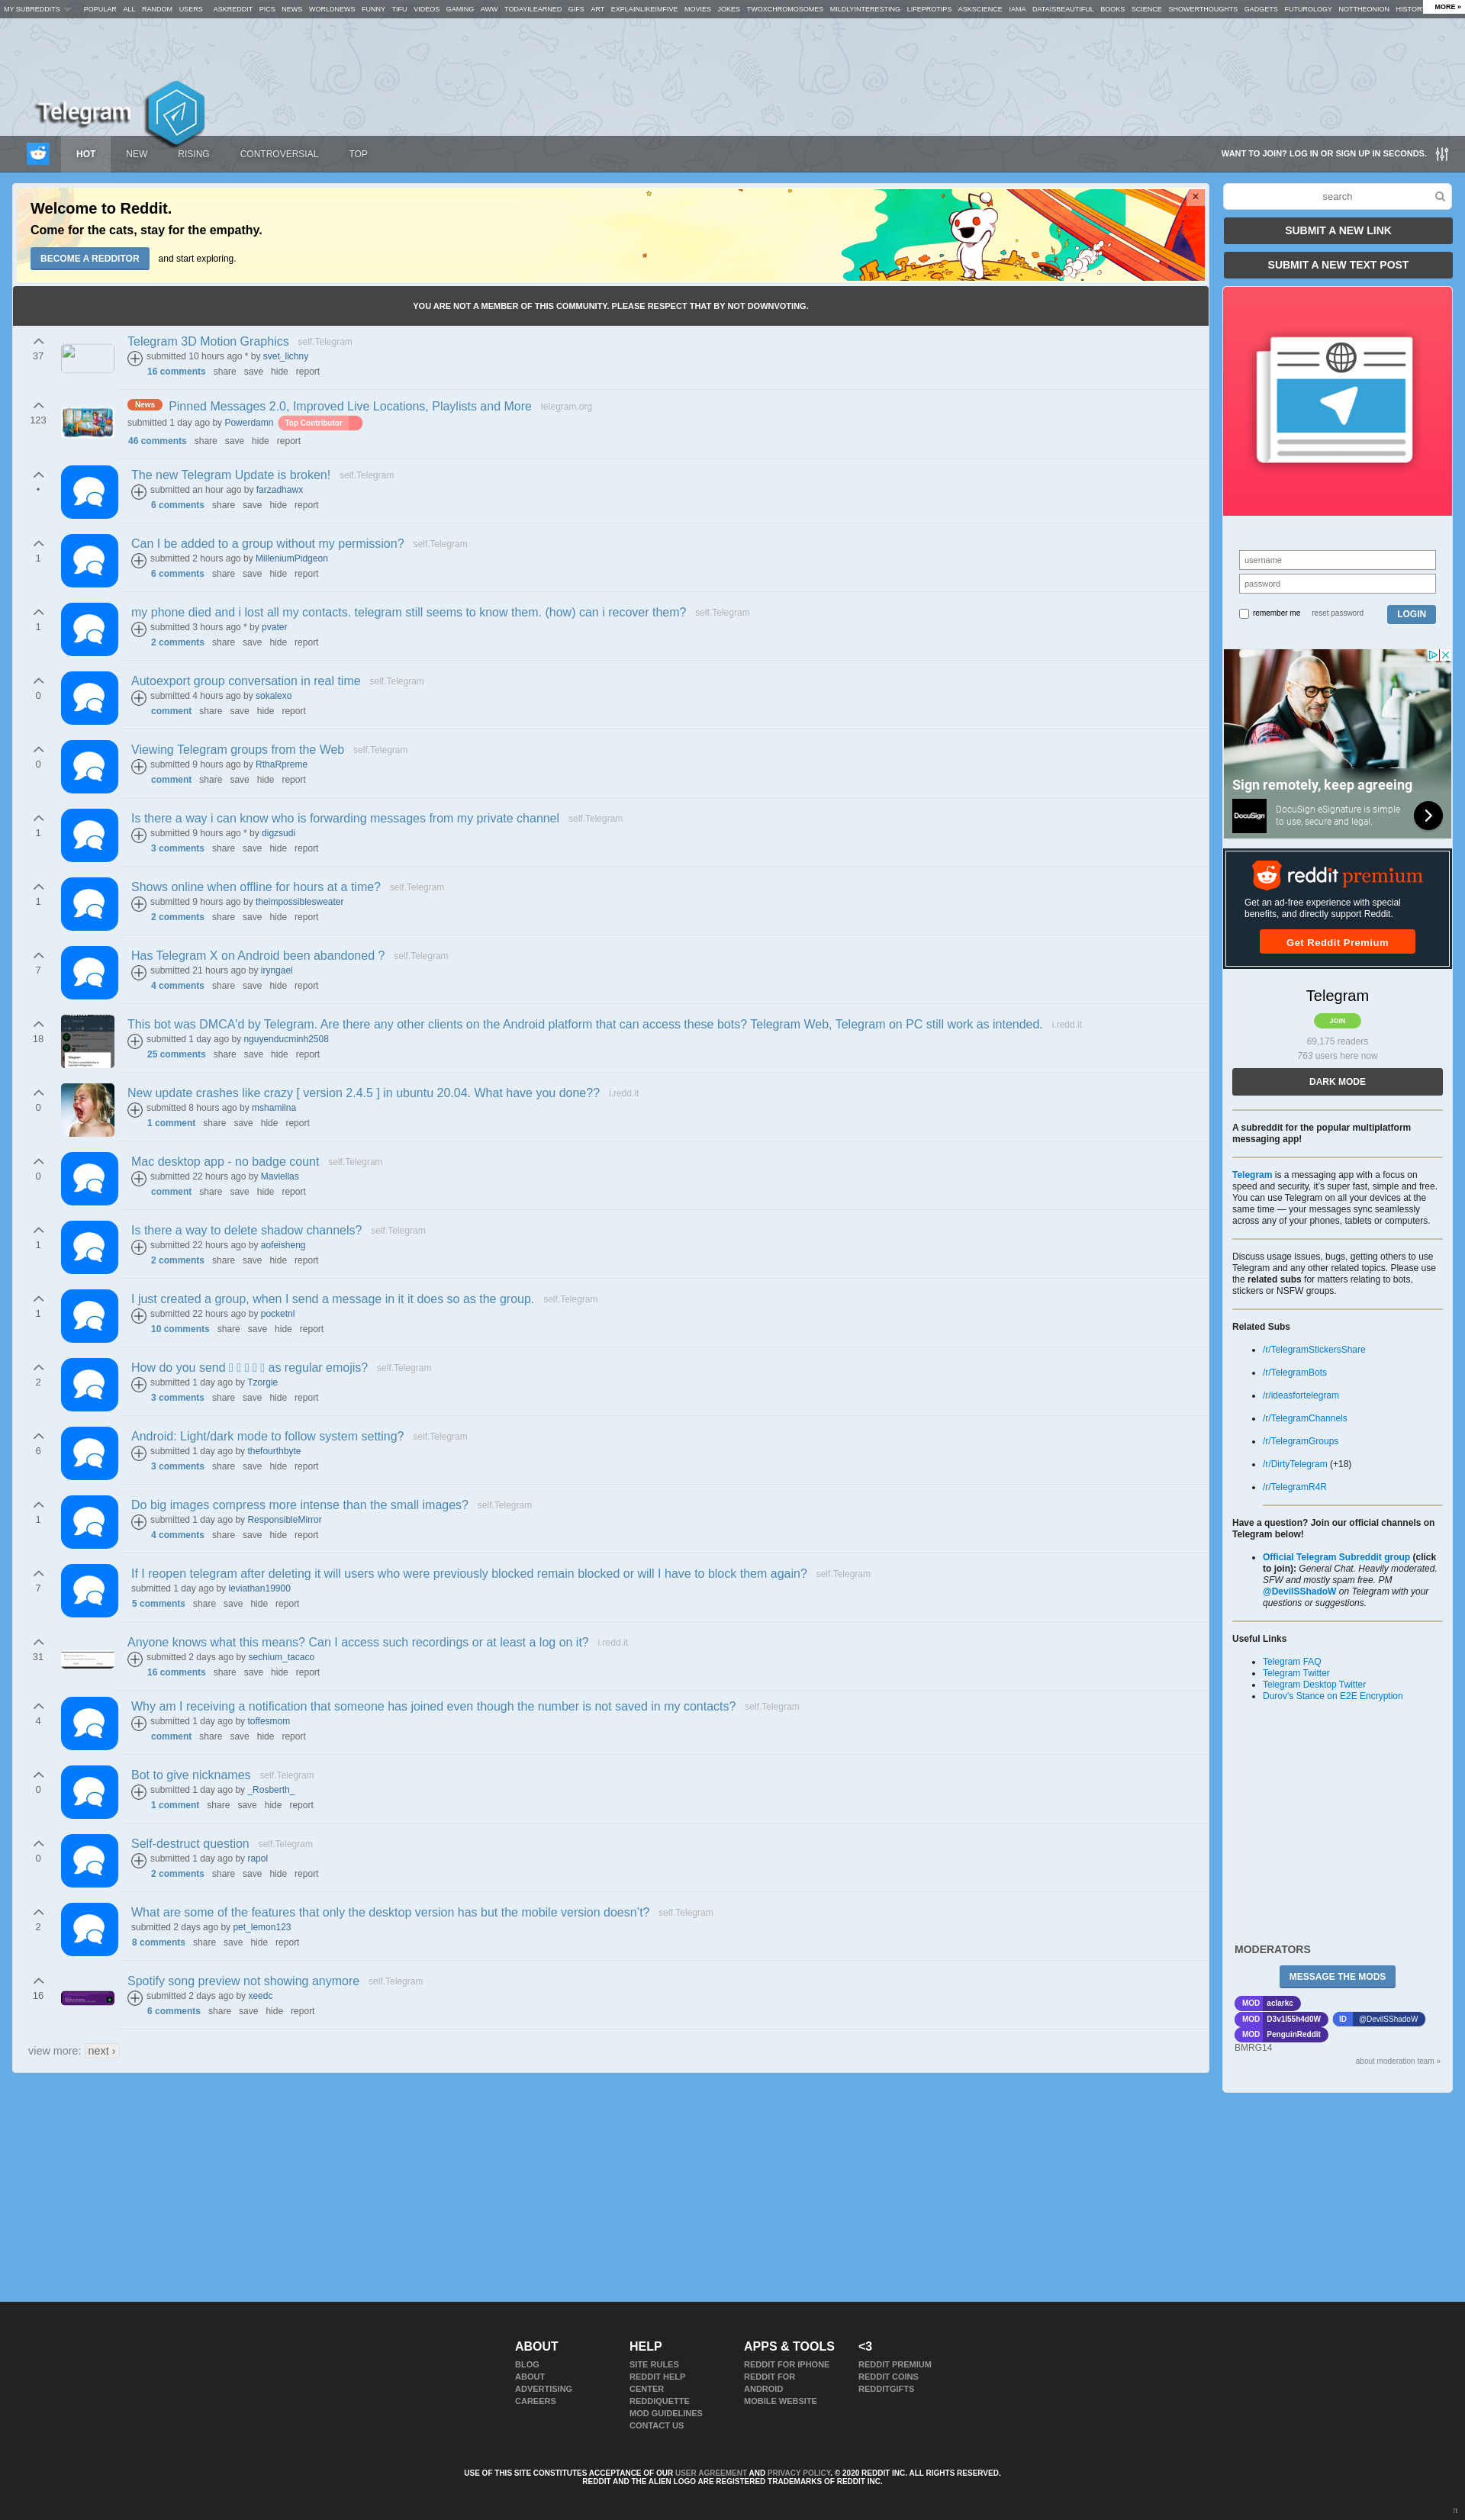 MY SUBREDDITS POPULAR ALL RANDOM USERS ASKREDDIT PICS NEWS WORLDNEWS FUNNY TIFU VIDEOS GAMING AWW TODAYILEARNED GIFS ART EXPLAINLIKEIMFIVE MOVIES JOKES TWOXCHROMOSOMES MILDLYINTERESTING LIFEPROTIPS ASKSCIENCE IAMA DATAISBEAUTIFUL BOOKS SCIENCE SHOWERTHOUGHTS GADGETS FUTUROLOGY NOTTHEONION HISTOR MORE »
Telegram
HOT NEW RISING CONTROVERSIAL TOP
WANT TO JOIN? LOG IN OR SIGN UP IN SECONDS.
Welcome to Reddit.
Come for the cats, stay for the empathy.
BECOME A REDDITOR and start exploring.
×
YOU ARE NOT A MEMBER OF THIS COMMUNITY. PLEASE RESPECT THAT BY NOT DOWNVOTING.
37
Telegram 3D Motion Graphics self.Telegram
submitted 10 hours ago * by svet_lichny
16 comments share save hide report
123
News Pinned Messages 2.0, Improved Live Locations, Playlists and More telegram.org
submitted 1 day ago by Powerdamn Top Contributor
46 comments share save hide report
•
The new Telegram Update is broken! self.Telegram
submitted an hour ago by farzadhawx
6 comments share save hide report
1
Can I be added to a group without my permission? self.Telegram
submitted 2 hours ago by MilleniumPidgeon
6 comments share save hide report
1
my phone died and i lost all my contacts. telegram still seems to know them. (how) can i recover them? self.Telegram
submitted 3 hours ago * by pvater
2 comments share save hide report
0
Autoexport group conversation in real time self.Telegram
submitted 4 hours ago by sokalexo
comment share save hide report
0
Viewing Telegram groups from the Web self.Telegram
submitted 9 hours ago by RthaRpreme
comment share save hide report
1
Is there a way i can know who is forwarding messages from my private channel self.Telegram
submitted 9 hours ago * by digzsudi
3 comments share save hide report
1
Shows online when offline for hours at a time? self.Telegram
submitted 9 hours ago by theimpossiblesweater
2 comments share save hide report
7
Has Telegram X on Android been abandoned ? self.Telegram
submitted 21 hours ago by iryngael
4 comments share save hide report
18
This bot was DMCA'd by Telegram. Are there any other clients on the Android platform that can access these bots? Telegram Web, Telegram on PC still work as intended. i.redd.it
submitted 1 day ago by nguyenducminh2508
25 comments share save hide report
0
New update crashes like crazy [ version 2.4.5 ] in ubuntu 20.04. What have you done?? i.redd.it
submitted 8 hours ago by mshamilna
1 comment share save hide report
0
Mac desktop app - no badge count self.Telegram
submitted 22 hours ago by Maviellas
comment share save hide report
1
Is there a way to delete shadow channels? self.Telegram
submitted 22 hours ago by aofeisheng
2 comments share save hide report
1
I just created a group, when I send a message in it it does so as the group. self.Telegram
submitted 22 hours ago by pocketnl
10 comments share save hide report
2
How do you send as regular emojis? self.Telegram
submitted 1 day ago by Tzorgie
3 comments share save hide report
6
Android: Light/dark mode to follow system setting? self.Telegram
submitted 1 day ago by thefourthbyte
3 comments share save hide report
1
Do big images compress more intense than the small images? self.Telegram
submitted 1 day ago by ResponsibleMirror
4 comments share save hide report
7
If I reopen telegram after deleting it will users who were previously blocked remain blocked or will I have to block them again? self.Telegram
submitted 1 day ago by leviathan19900
5 comments share save hide report
31
Anyone knows what this means? Can I access such recordings or at least a log on it? i.redd.it
submitted 2 days ago by sechium_tacaco
16 comments share save hide report
4
Why am I receiving a notification that someone has joined even though the number is not saved in my contacts? self.Telegram
submitted 1 day ago by toffesmom
comment share save hide report
0
Bot to give nicknames self.Telegram
submitted 1 day ago by _Rosberth_
1 comment share save hide report
0
Self-destruct question self.Telegram
submitted 1 day ago by rapol
2 comments share save hide report
2
What are some of the features that only the desktop version has but the mobile version doesn't? self.Telegram
submitted 2 days ago by pet_lemon123
8 comments share save hide report
16
Spotify song preview not showing anymore self.Telegram
submitted 2 days ago by xeedc
6 comments share save hide report
view more: next ›
search
SUBMIT A NEW LINK
SUBMIT A NEW TEXT POST
username
password
remember me reset password LOGIN
Sign remotely, keep agreeing
DocuSign
DocuSign eSignature is simple
to use, secure and legal.
reddit premium
Get an ad-free experience with special
benefits, and directly support Reddit.
Get Reddit Premium
Telegram
JOIN
69,175 readers
763 users here now
DARK MODE
A subreddit for the popular multiplatform
messaging app!
Telegram is a messaging app with a focus on
speed and security, it's super fast, simple and free.
You can use Telegram on all your devices at the
same time — your messages sync seamlessly
across any of your phones, tablets or computers.
Discuss usage issues, bugs, getting others to use
Telegram and any other related topics. Please use
the related subs for matters relating to bots,
stickers or NSFW groups.
Related Subs
/r/TelegramStickersShare
/r/TelegramBots
/r/ideasfortelegram
/r/TelegramChannels
/r/TelegramGroups
/r/DirtyTelegram (+18)
/r/TelegramR4R
Have a question? Join our official channels on
Telegram below!
Official Telegram Subreddit group (click
to join): General Chat. Heavily moderated.
SFW and mostly spam free. PM
@DevilSShadoW on Telegram with your
questions or suggestions.
Useful Links
Telegram FAQ
Telegram Twitter
Telegram Desktop Twitter
Durov's Stance on E2E Encryption
MODERATORS
MESSAGE THE MODS
MOD aclarkc
MOD D3v1l55h4d0W ID @DevilSShadoW
MOD PenguinReddit
BMRG14
about moderation team »
ABOUT
BLOG
ABOUT
ADVERTISING
CAREERS
HELP
SITE RULES
REDDIT HELP
CENTER
REDDIQUETTE
MOD GUIDELINES
CONTACT US
APPS & TOOLS
REDDIT FOR IPHONE
REDDIT FOR
ANDROID
MOBILE WEBSITE
<3
REDDIT PREMIUM
REDDIT COINS
REDDITGIFTS
USE OF THIS SITE CONSTITUTES ACCEPTANCE OF OUR USER AGREEMENT AND PRIVACY POLICY. © 2020 REDDIT INC. ALL RIGHTS RESERVED.
REDDIT AND THE ALIEN LOGO ARE REGISTERED TRADEMARKS OF REDDIT INC.
π